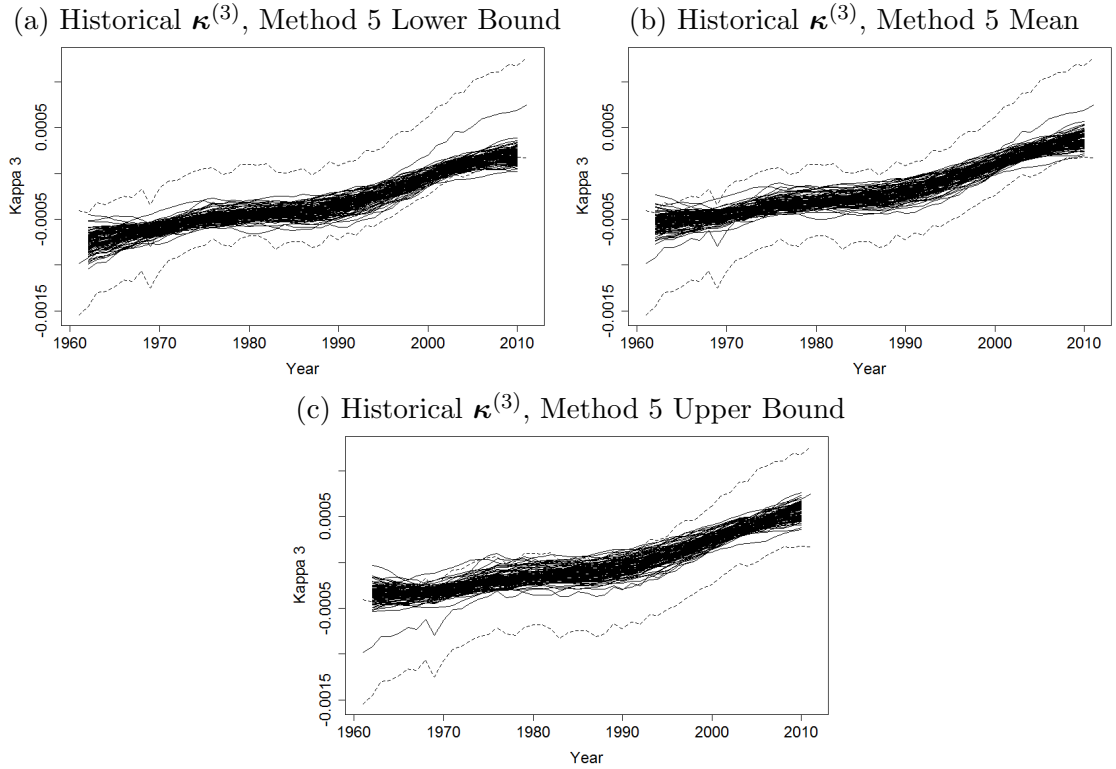 (a) Historical κ^(3), Method 5 Lower Bound
(b) Historical κ^(3), Method 5 Mean
Kappa 3
0.0005
-0.0005
-0.0015
1960 1970 1980 1990 2000 2010
Year
Kappa 3
0.0005
-0.0005
-0.0015
1960 1970 1980 1990 2000 2010
Year
(c) Historical κ^(3), Method 5 Upper Bound
Kappa 3
0.0005
-0.0005
-0.0015
1960 1970 1980 1990 2000 2010
Year